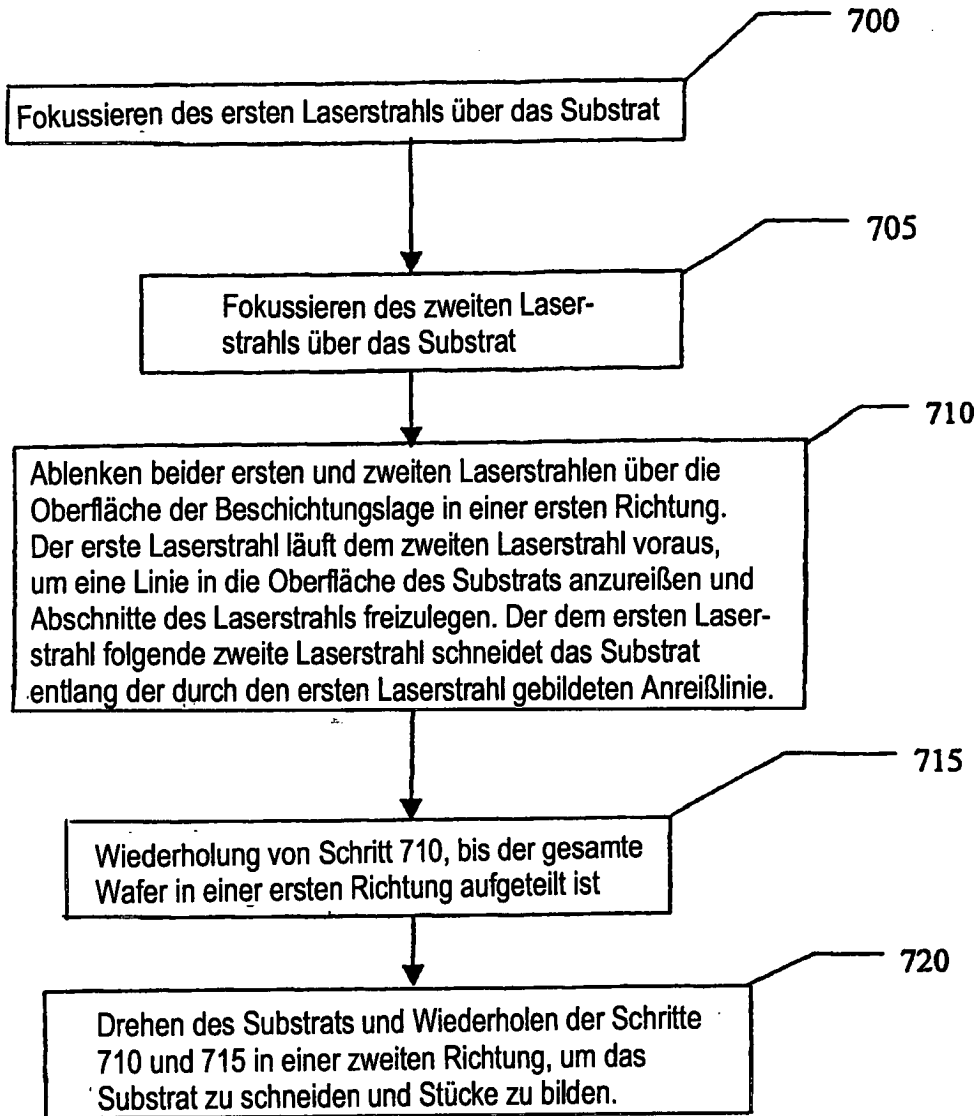 700
Fokussieren des ersten Laserstrahls über das Substrat
705
Fokussieren des zweiten Laser-
strahls über das Substrat
710
Ablenken beider ersten und zweiten Laserstrahlen über die
Oberfläche der Beschichtungslage in einer ersten Richtung.
Der erste Laserstrahl läuft dem zweiten Laserstrahl voraus,
um eine Linie in die Oberfläche des Substrats anzureißen und
Abschnitte des Laserstrahls freizulegen. Der dem ersten Laser-
strahl folgende zweite Laserstrahl schneidet das Substrat
entlang der durch den ersten Laserstrahl gebildeten Anreißlinie.
715
Wiederholung von Schritt 710, bis der gesamte
Wafer in einer ersten Richtung aufgeteilt ist
720
Drehen des Substrats und Wiederholen der Schritte
710 und 715 in einer zweiten Richtung, um das
Substrat zu schneiden und Stücke zu bilden.